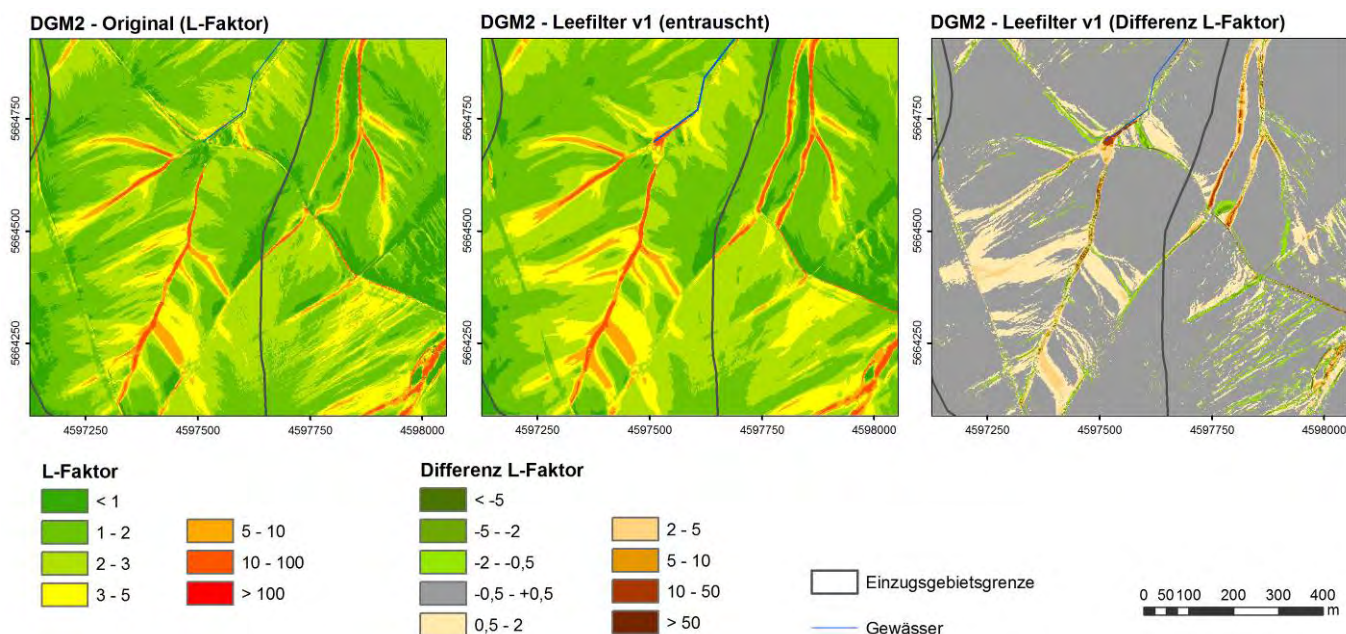 DGM2 - Original (L-Faktor)
DGM2 - Leefilter v1 (entrauscht)
DGM2 - Leefilter v1 (Differenz L-Faktor)
5664750
5664500
5664250
4597250
4597500
4597750
4598000
5664750
5664500
5664250
4597250
4597500
4597750
4598000
5664750
5664500
5664250
4597250
4597500
4597750
4598000
L-Faktor
< 1
1 - 2
2 - 3
3 - 5
5 - 10
10 - 100
> 100
Differenz L-Faktor
< -5
-5 - -2
-2 - -0,5
-0,5 - +0,5
0,5 - 2
2 - 5
5 - 10
10 - 50
> 50
Einzugsgebietsgrenze
Gewässer
0 50 100 200 300 400
m